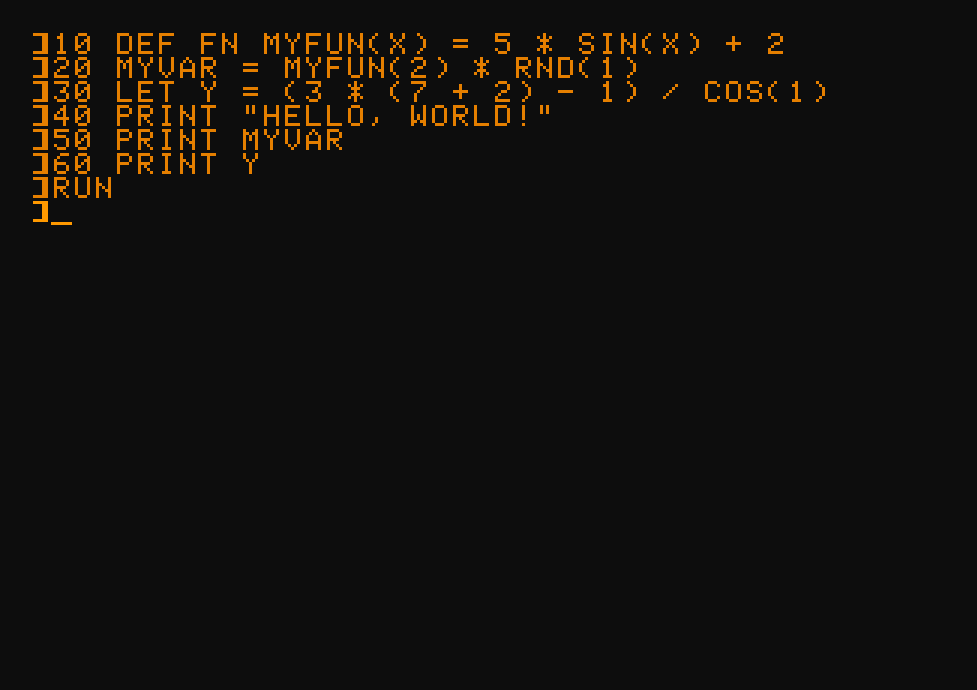 ]10 DEF FN MYFUN(X) = 5 * SIN(X) + 2
]20 MYVAR = MYFUN(2) * RND(1)
]30 LET Y = (3 * (7 + 2) - 1) / COS(1)
]40 PRINT "HELLO, WORLD!"
]50 PRINT MYVAR
]60 PRINT Y
]RUN
]_